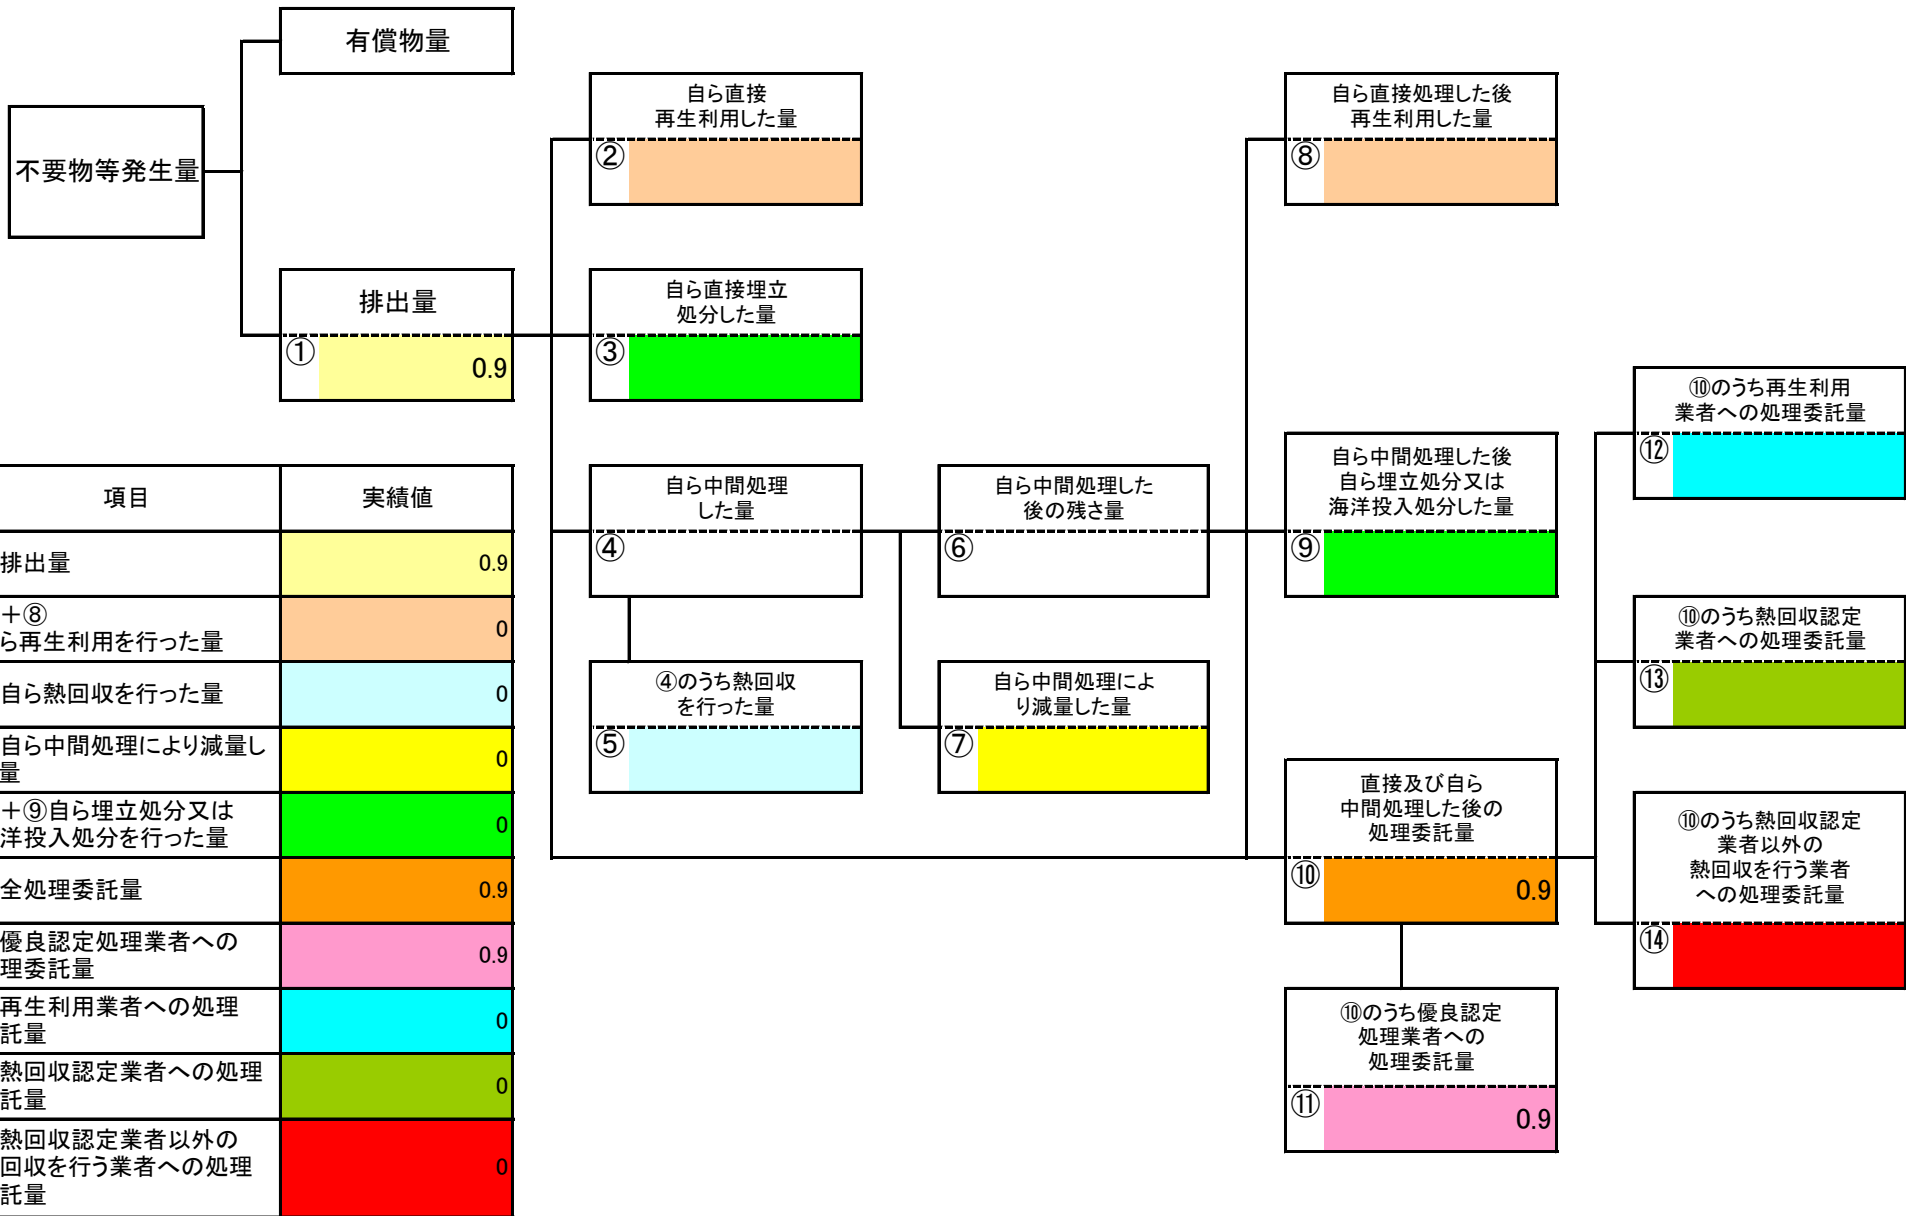 有償物量
不要物等発生量
排出量
①
0.9
自ら直接
再生利用した量
②
自ら直接埋立
処分した量
③
自ら中間処理
した量
④
④のうち熱回収
を行った量
⑤
自ら中間処理した
後の残さ量
⑥
自ら中間処理によ
り減量した量
⑦
自ら直接処理した後
再生利用した量
⑧
自ら中間処理した後
自ら埋立処分又は
海洋投入処分した量
⑨
直接及び自ら
中間処理した後の
処理委託量
⑩
0.9
⑩のうち優良認定
処理業者への
処理委託量
⑪
0.9
⑩のうち再生利用
業者への処理委託量
⑫
⑩のうち熱回収認定
業者への処理委託量
⑬
⑩のうち熱回収認定
業者以外の
熱回収を行う業者
への処理委託量
⑭
項目 実績値
排出量 0.9
＋⑧
ら再生利用を行った量 0
自ら熱回収を行った量 0
自ら中間処理により減量し
量 0
＋⑨自ら埋立処分又は
洋投入処分を行った量 0
全処理委託量 0.9
優良認定処理業者への
理委託量 0.9
再生利用業者への処理
託量 0
熱回収認定業者への処理
託量 0
熱回収認定業者以外の
回収を行う業者への処理
託量 0